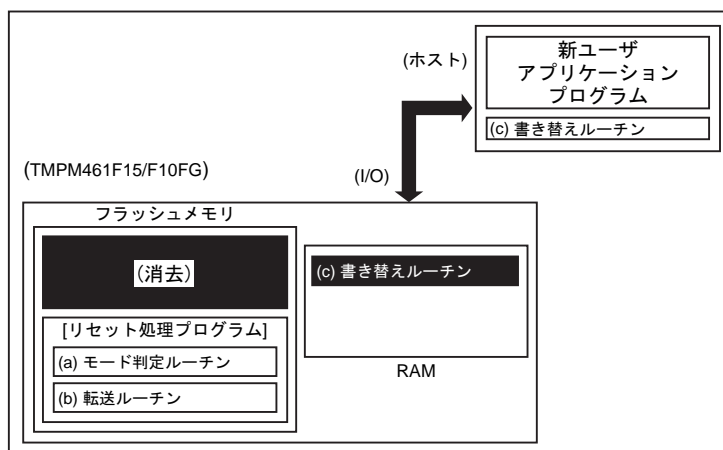 (ホスト)
新ユーザ
アプリケーション
プログラム
(c) 書き替えルーチン
(TMPM461F15/F10FG)
(I/O)
フラッシュメモリ
(消去)
[リセット処理プログラム]
(a) モード判定ルーチン
(b) 転送ルーチン
(c) 書き替えルーチン
RAM